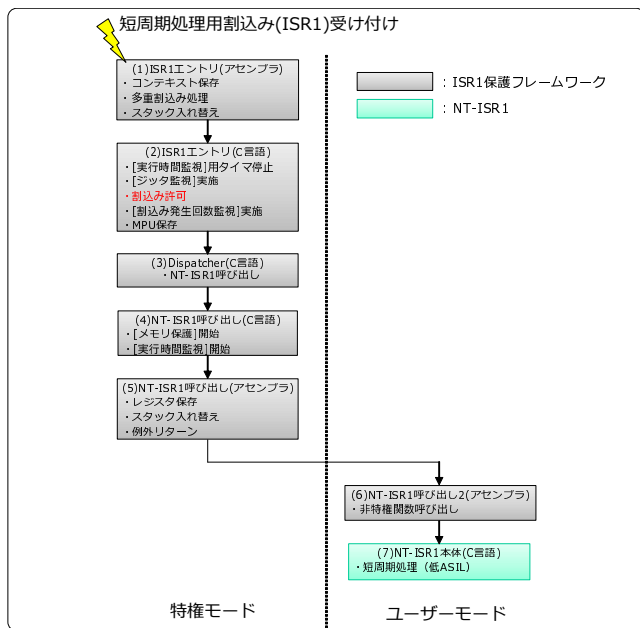 短周期処理用割込み(ISR1)受け付け
(1)ISR1エントリ(アセンブラ)
・コンテキスト保存
・多重割込み処理
・スタック入れ替え
: ISR1保護フレームワーク
: NT-ISR1
(2)ISR1エントリ(C言語)
・[実行時間監視]用タイマ停止
・[ジッタ監視]実施
・割込み許可
・[割込み発生回数監視]実施
・MPU保存
(3)Dispatcher(C言語)
・NT-ISR1呼び出し
(4)NT-ISR1呼び出し(C言語)
・[メモリ保護]開始
・[実行時間監視]開始
(5)NT-ISR1呼び出し(アセンブラ)
・レジスタ保存
・スタック入れ替え
・例外リターン
(6)NT-ISR1呼び出し2(アセンブラ)
・非特権関数呼び出し
(7)NT-ISR1本体(C言語)
・短周期処理（低ASIL）
特権モード
ユーザーモード